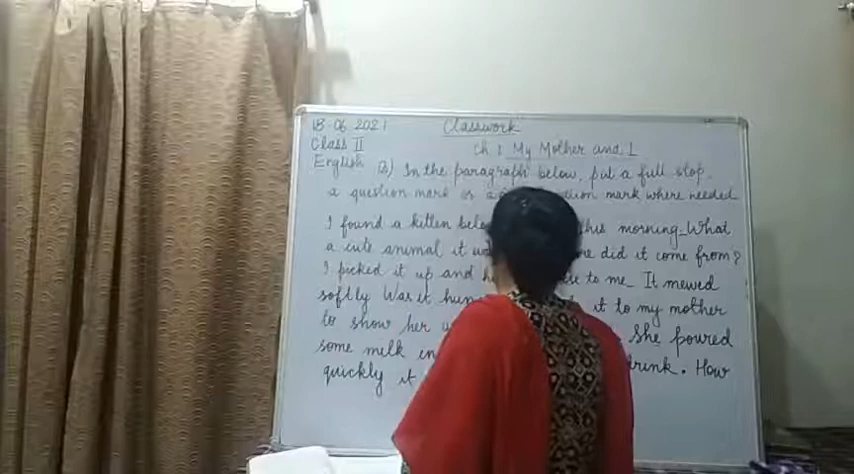 18.06 2021 Classwork
Class II Ch 1 My Mother and I
English B) In the paragraph below, put a full stop
a question mark or a mark where needed
I found a kitten this morning. What
a cute animal it did it come from?
I picked it up and to me. It mewed
softly Was it it to my mother
to show her She poured
some milk drink. How
quickly it